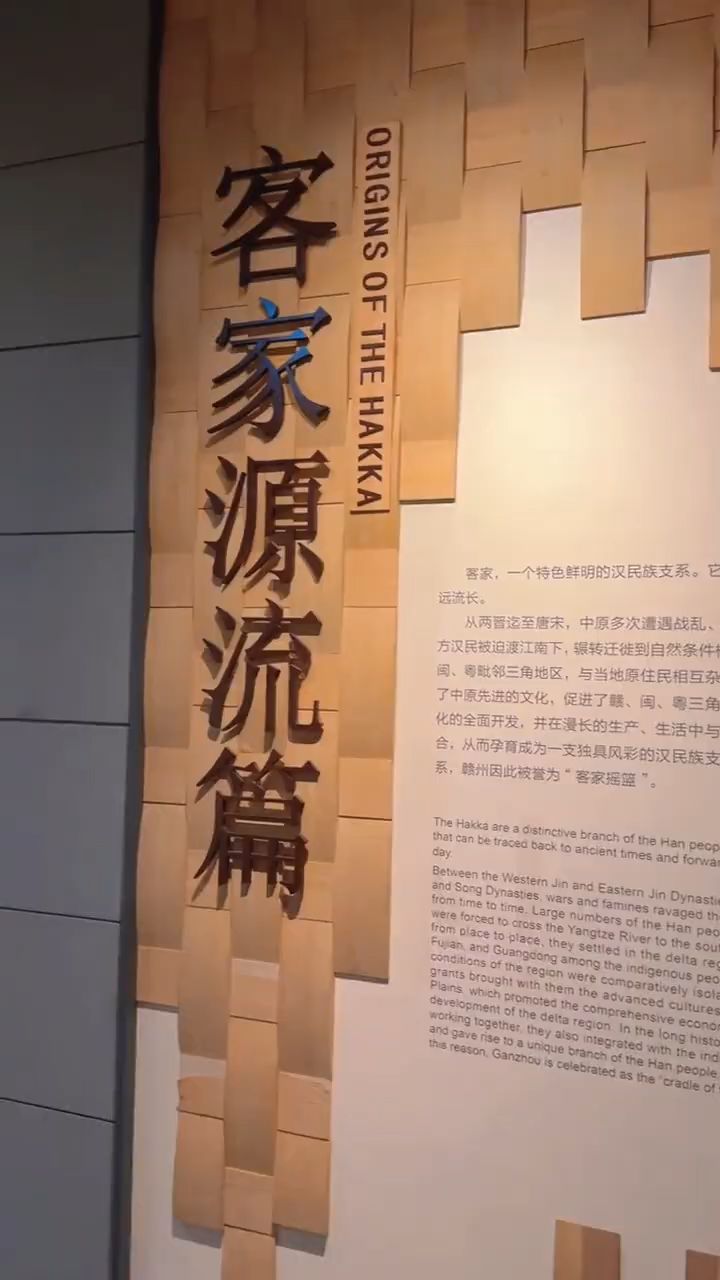 客家源流篇
ORIGINS OF THE HAKKA
客家，一个特色鲜明的汉民族支系。它
远流长。
从两晋迄至唐宋，中原多次遭遇战乱、
方汉民被迫渡江南下，辗转迁徙到自然条件
闽、粤毗邻三角地区，与当地原住民相互杂
了中原先进的文化，促进了赣、闽、粤三角
化的全面开发，并在漫长的生产、生活中与
合，从而孕育成为一支独具风彩的汉民族支
系，赣州因此被誉为“客家摇篮”。
The Hakka are a distinctive branch of the Han peop
that can be traced back to ancient times and forwar
day.
Between the Western Jin and Eastern Jin Dynastie
and Song Dynasties, wars and famines ravaged th
from time to time. Large numbers of the Han peo
were forced to cross the Yangtze River to the sou
from place to place, they settled in the delta reg
Fujian, and Guangdong among the indigenous peo
conditions of the region were comparatively isola
grants brought with them the advanced cultures
Plains, which promoted the comprehensive econo
development of the delta region. In the long histo
working together, they also integrated with the ind
and gave rise to a unique branch of the Han people.
this reason, Ganzhou is celebrated as the "cradle of